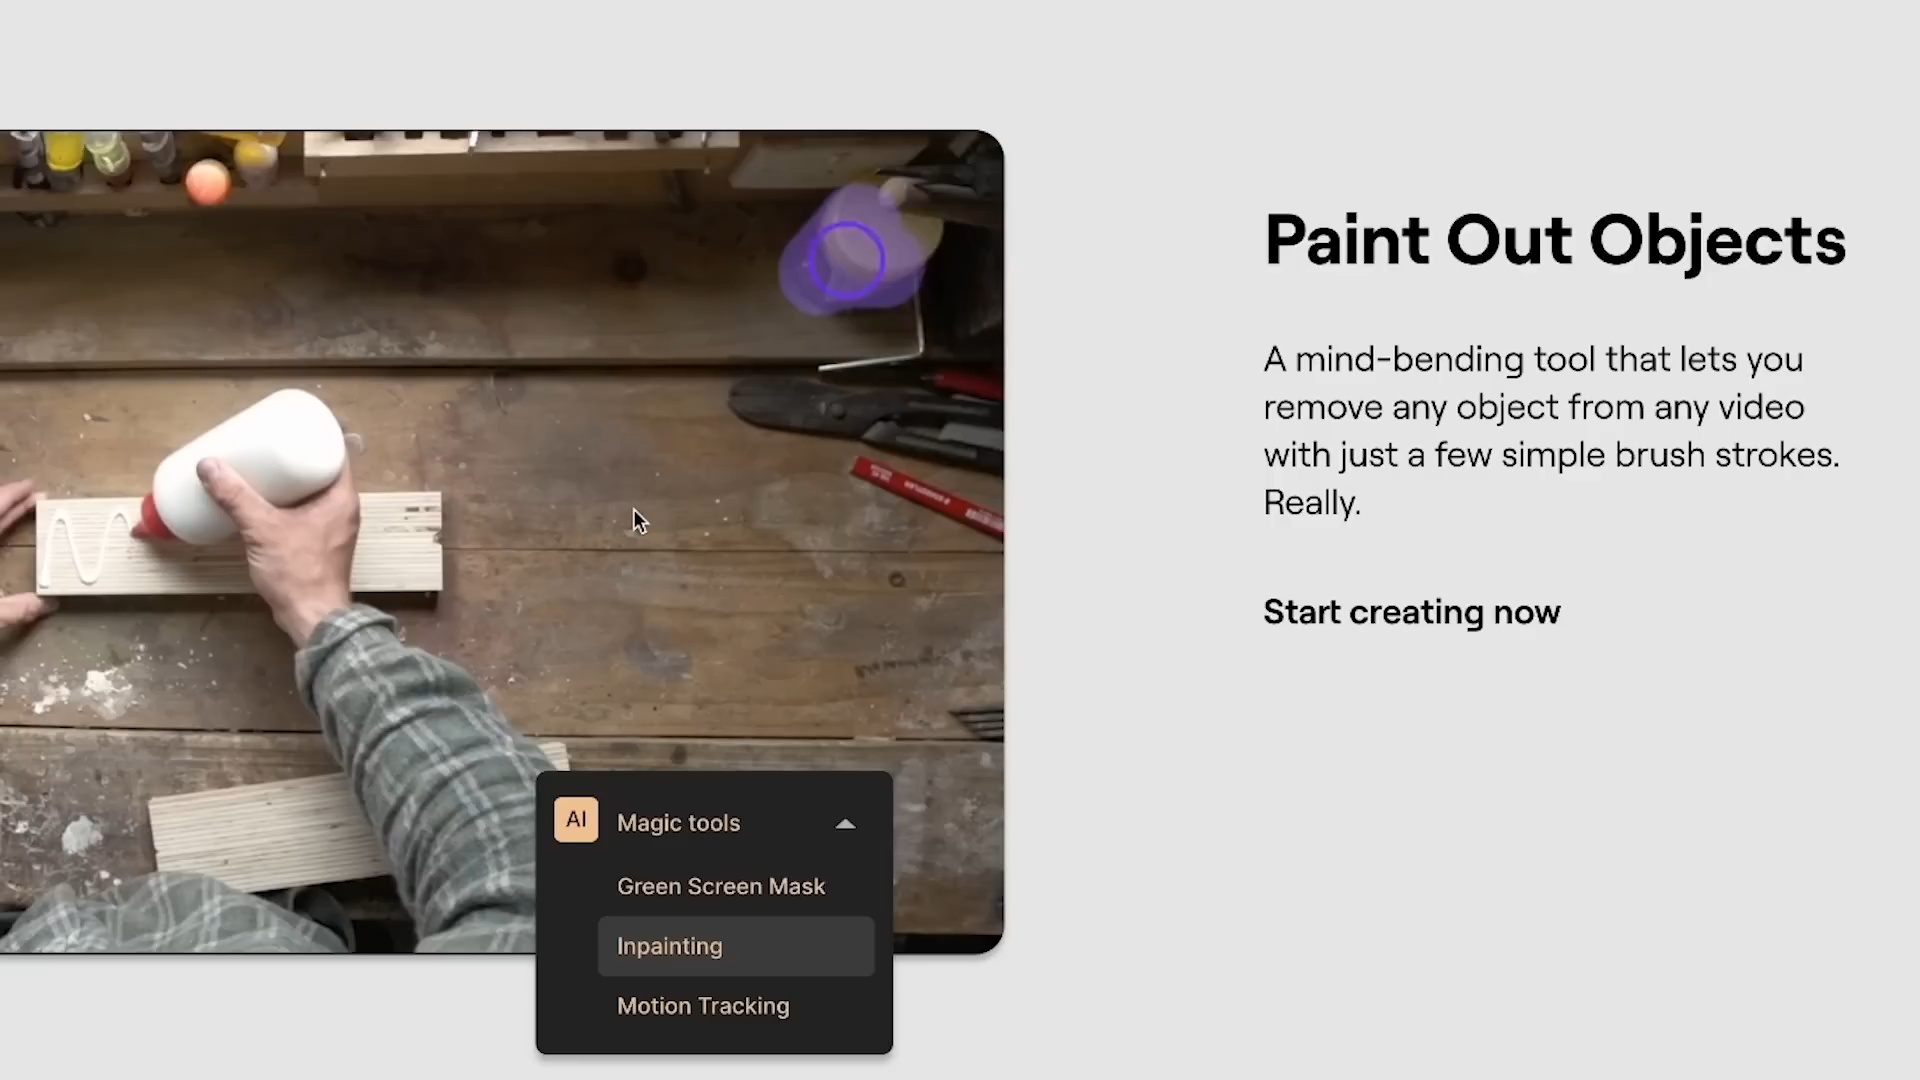 Paint Out Objects
A mind-bending tool that lets you
remove any object from any video
with just a few simple brush strokes.
Really.
Start creating now
AI Magic tools
Green Screen Mask
Inpainting
Motion Tracking